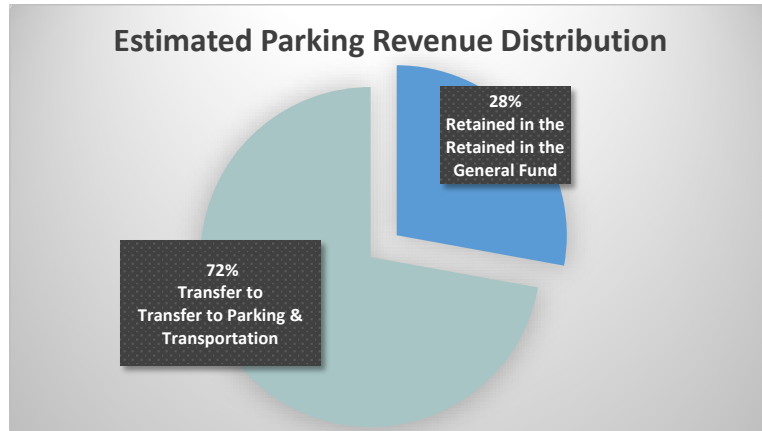 Estimated Parking Revenue Distribution
28%
Retained in the
Retained in the
General Fund
72%
Transfer to
Transfer to Parking &
Transportation